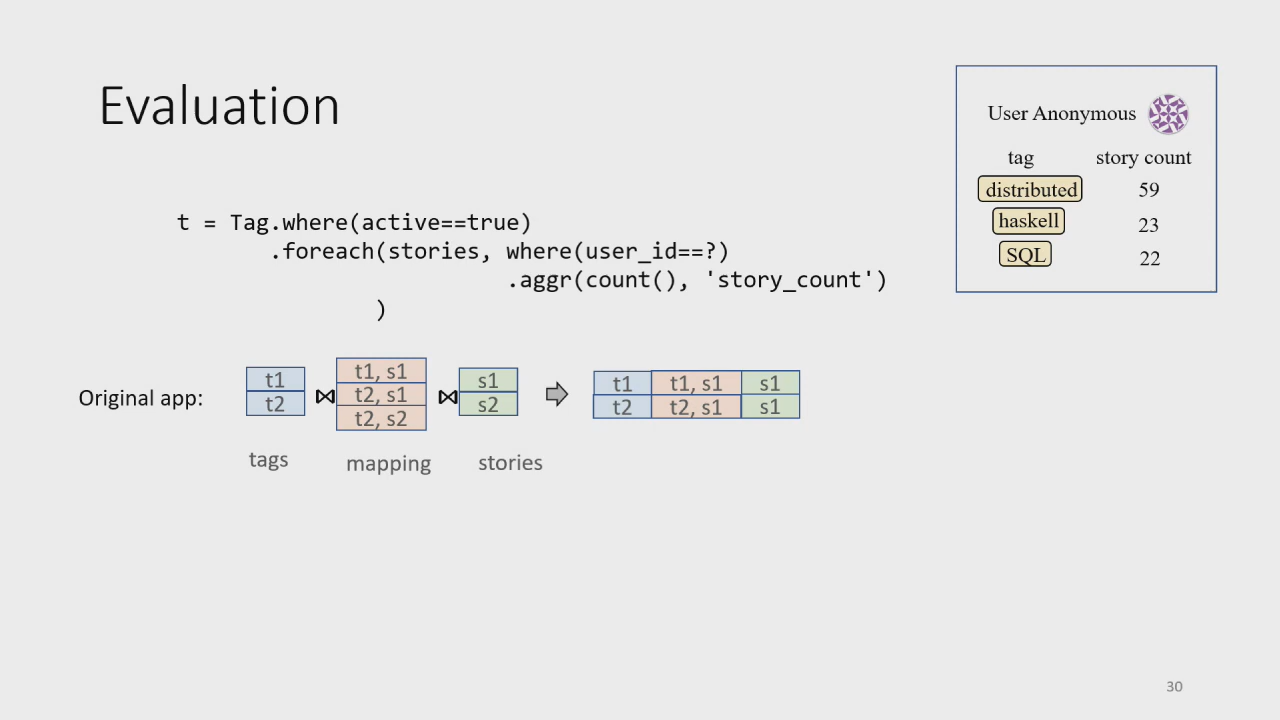 Evaluation
User Anonymous
tag story count
distributed 59
haskell 23
SQL 22
t = Tag.where(active==true)
.foreach(stories, where(user_id==?)
.aggr(count(), 'story_count')
)
Original app:
t1
t2
⋈
t1, s1
t2, s1
t2, s2
⋈
s1
s2
t1 t1, s1 s1
t2 t2, s1 s1
tags mapping stories
30